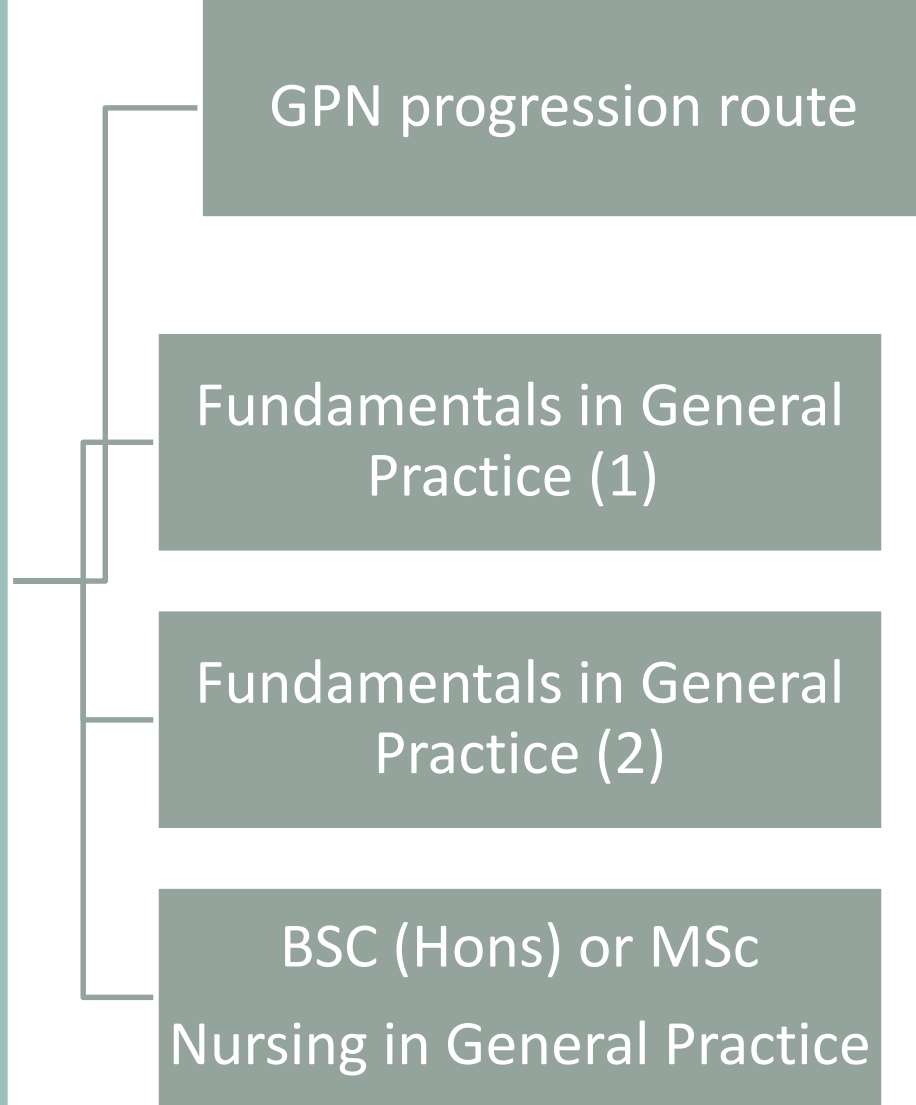 GPN progression route
Fundamentals in General
Practice (1)
Fundamentals in General
Practice (2)
BSC (Hons) or MSc
Nursing in General Practice